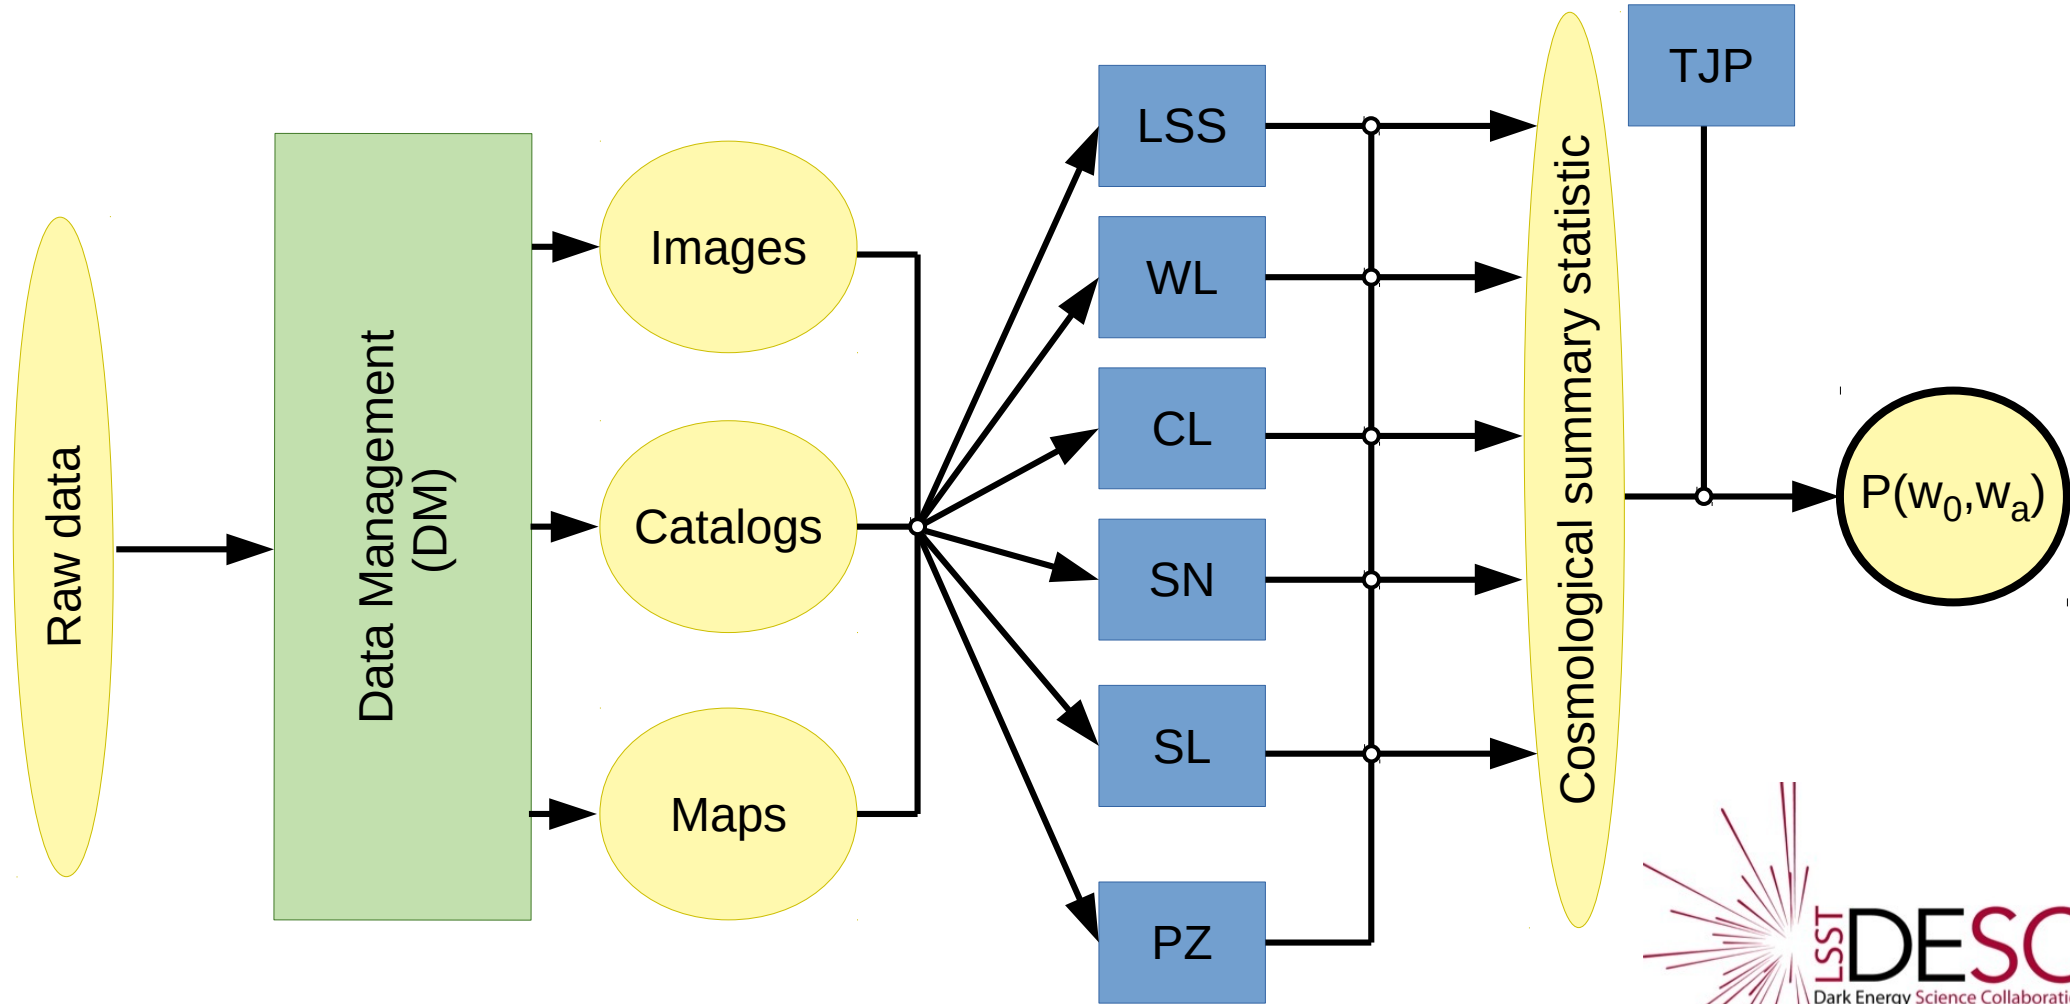 Raw data
Data Management
(DM)
Images
Catalogs
Maps
LSS
WL
CL
SN
SL
PZ
Cosmological summary statistic
TJP
P(w0,wa)
LSST
DESC
Dark Energy Science Collaborati